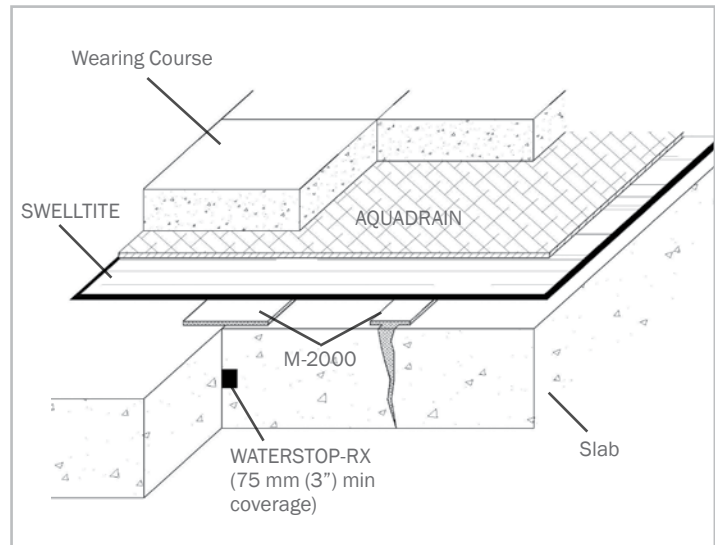 Wearing Course
SWELLTITE
AQUADRAIN
M-2000
WATERSTOP-RX
(75 mm (3”) min
coverage)
Slab